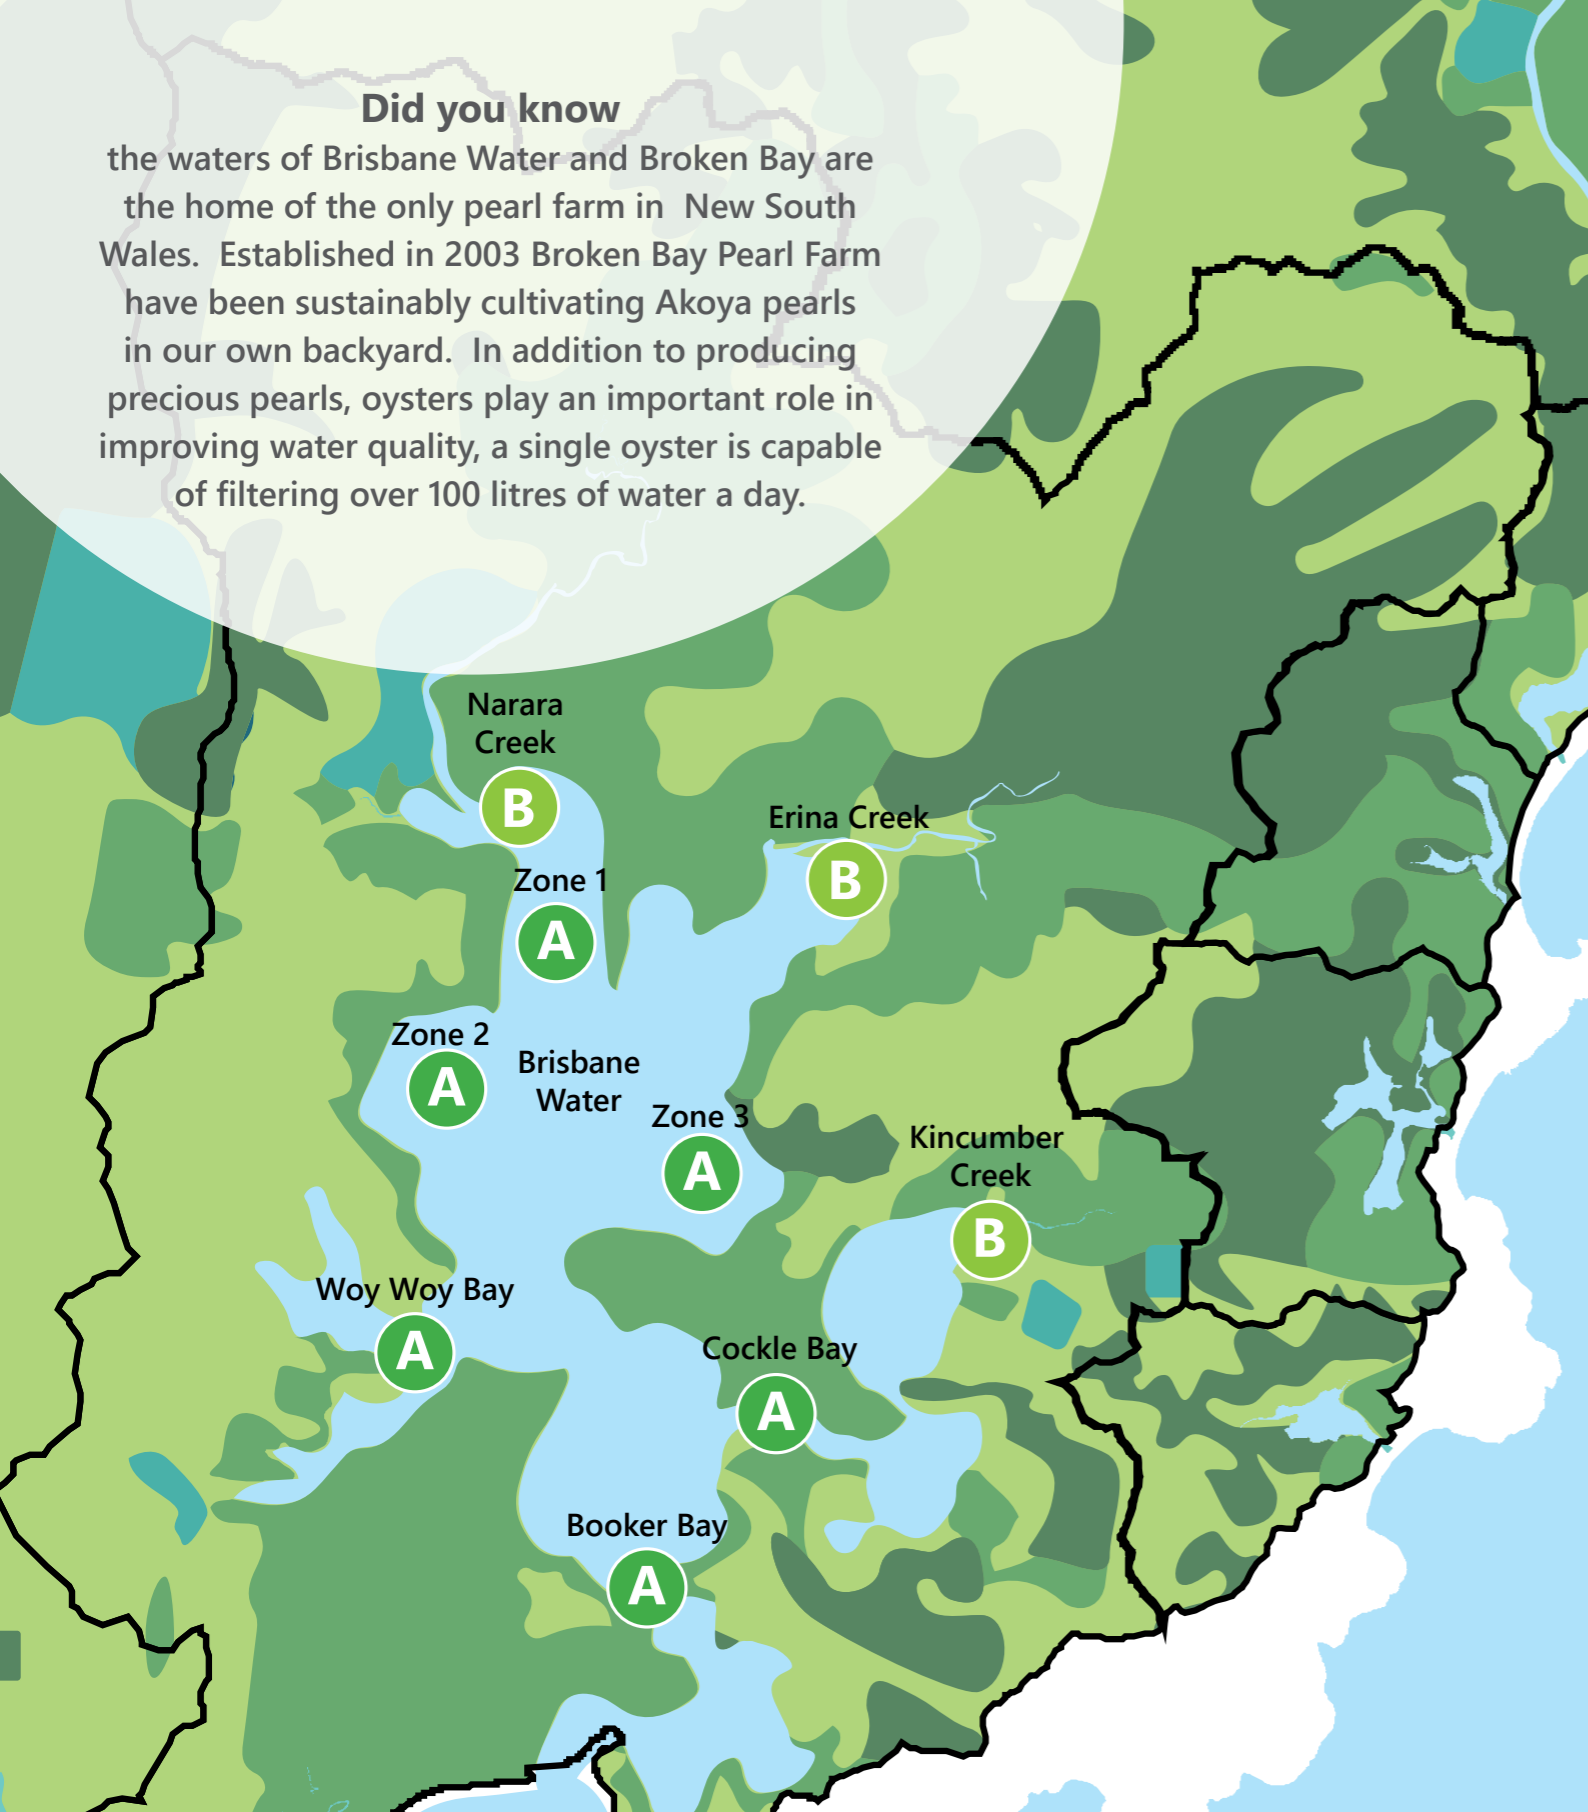 Did you know
the waters of Brisbane Water and Broken Bay are
the home of the only pearl farm in  New South
Wales.  Established in 2003 Broken Bay Pearl Farm
have been sustainably cultivating Akoya pearls
in our own backyard.  In addition to producing
precious pearls, oysters play an important role in
improving water quality, a single oyster is capable
of filtering over 100 litres of water a day.
Narara
Creek
B
Erina Creek
B
Zone 1
A
Zone 2
A
Brisbane
Water
Zone 3
A
Kincumber
Creek
B
Woy Woy Bay
A
Cockle Bay
A
Booker Bay
A